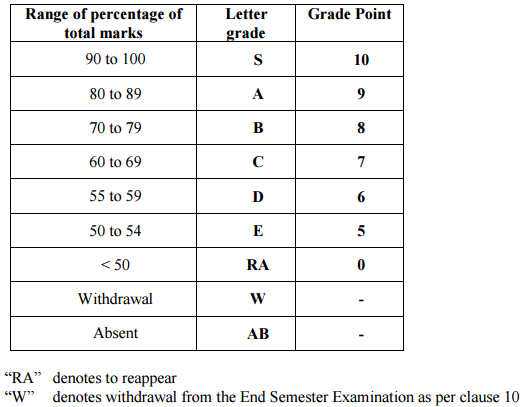 Range of percentage of total marks Letter grade Grade Point
90 to 100 S 10
80 to 89 A 9
70 to 79 B 8
60 to 69 C 7
55 to 59 D 6
50 to 54 E 5
< 50 RA 0
Withdrawal W -
Absent AB -
“RA” denotes to reappear
“W” denotes withdrawal from the End Semester Examination as per clause 10